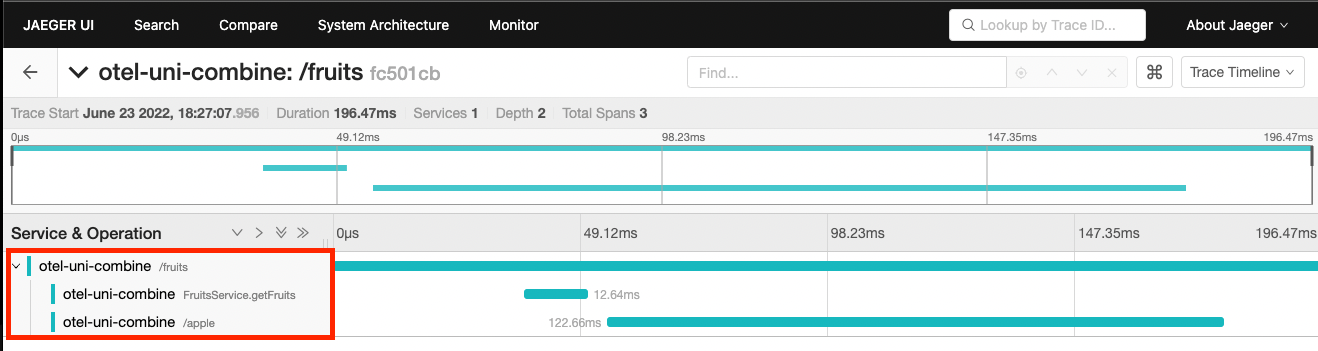 JAEGER UI Search Compare System Architecture Monitor Lookup by Trace ID... About Jaeger
otel-uni-combine: /fruits fc501cb Find... ⌘ Trace Timeline
Trace Start June 23 2022, 18:27:07.956 Duration 196.47ms Services 1 Depth 2 Total Spans 3
0μs 49.12ms 98.23ms 147.35ms 196.47ms
Service & Operation 0μs 49.12ms 98.23ms 147.35ms 196.47ms
otel-uni-combine /fruits
otel-uni-combine FruitsService.getFruits 12.64ms
otel-uni-combine /apple 122.66ms